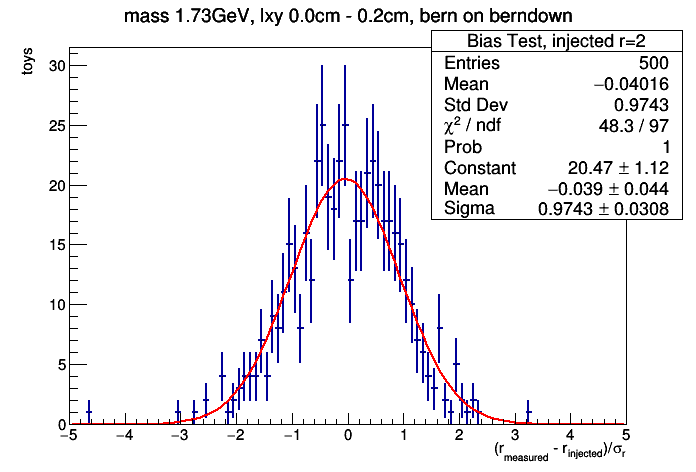 mass 1.73GeV, lxy 0.0cm - 0.2cm, bern on berndown
toys
Bias Test, injected r=2
Entries 500
Mean −0.04016
Std Dev 0.9743
χ² / ndf 48.3 / 97
Prob 1
Constant 20.47 ± 1.12
Mean −0.039 ± 0.044
Sigma 0.9743 ± 0.0308
30
25
20
15
10
5
0
−5 −4 −3 −2 −1 0 1 2 3 4 5
(r_measured - r_injected)/σ_r